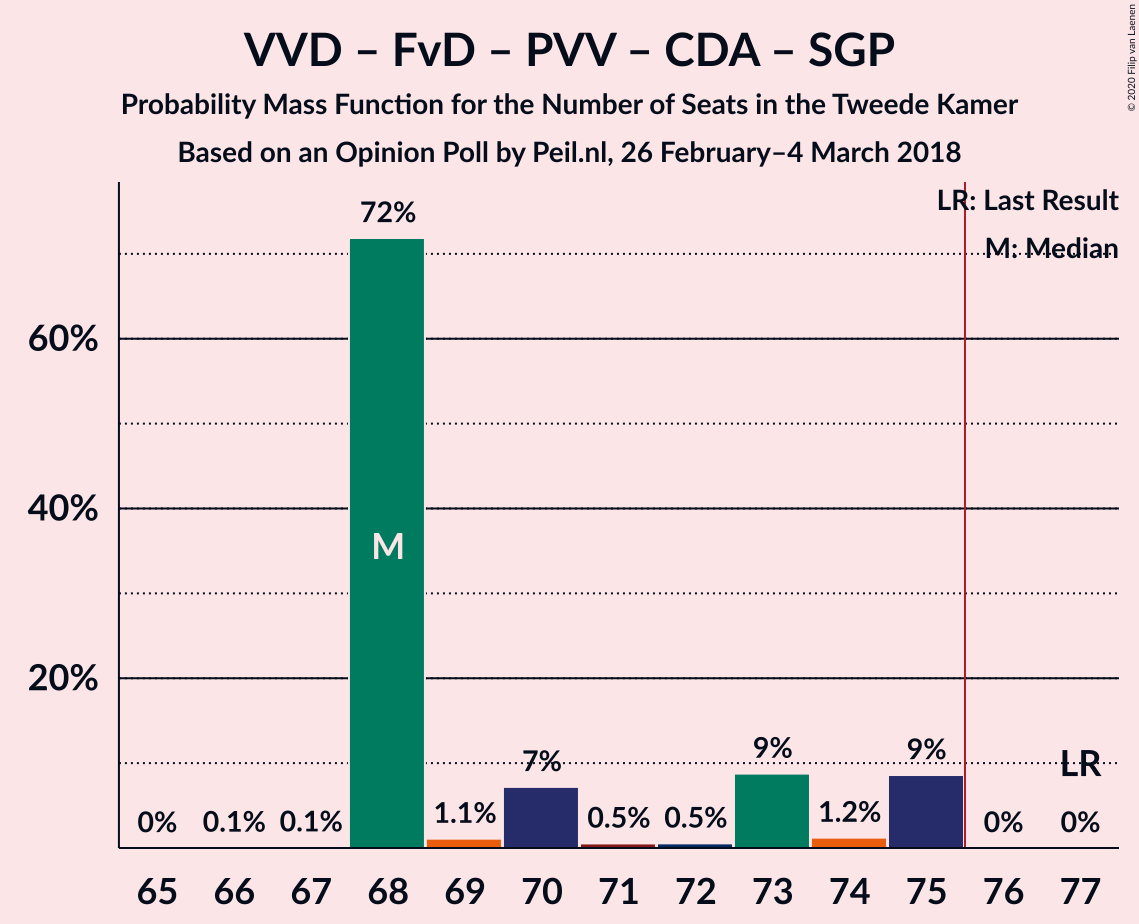 VVD – FvD – PVV – CDA – SGP
Probability Mass Function for the Number of Seats in the Tweede Kamer
Based on an Opinion Poll by Peil.nl, 26 February–4 March 2018
© 2020 Filip van Laenen
LR: Last Result
M: Median
72%
60%
40%
M
20%
0% 0.1% 0.1% 1.1% 7% 0.5% 0.5% 9% 1.2% 9% 0% 0%
LR
65 66 67 68 69 70 71 72 73 74 75 76 77